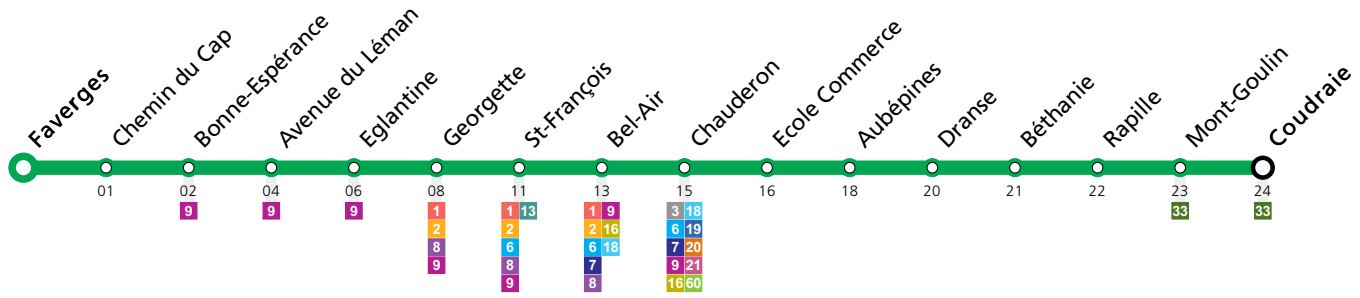 Faverges
Chemin du Cap
Bonne-Espérance
Avenue du Léman
Eglantine
Georgette
St-François
Bel-Air
Chauderon
Ecole Commerce
Aubépines
Dranse
Béthanie
Rapille
Mont-Goulin
Coudraie
01 02 04 06 08 11 13 15 16 18 20 21 22 23 24
9 9 9 1 1 13 1 9 3 18 33 33
2 2 2 16 6 19
8 6 6 18 7 20
9 8 7 9 21
9 8 16 60